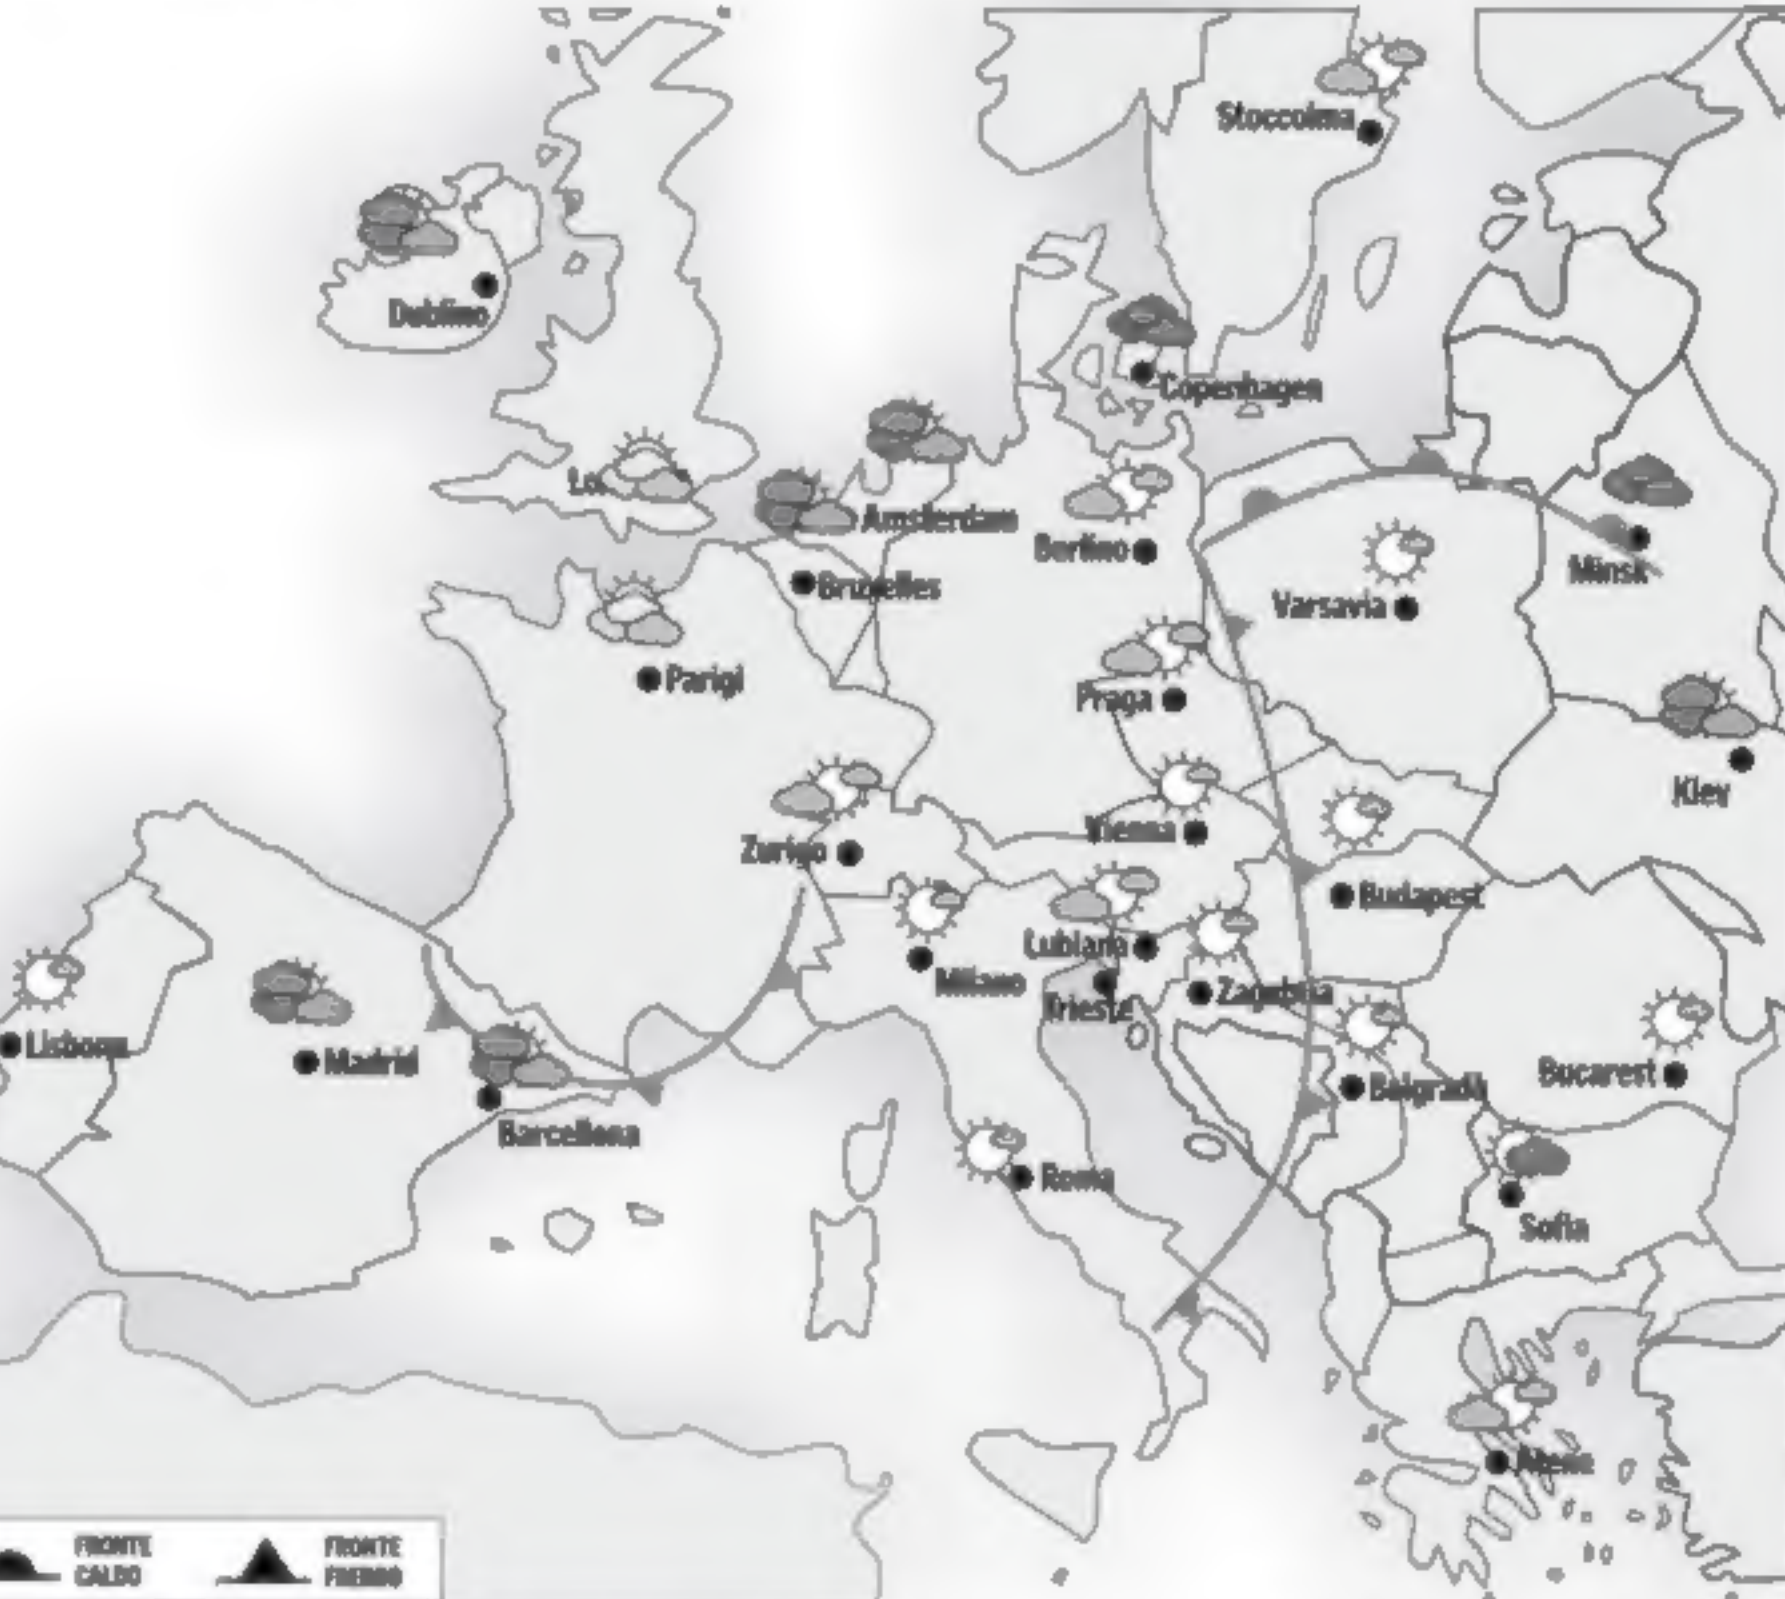 Stoccolma
Dublino
Copenhagen
Amsterdam
Berlino
Minsk
Bruxelles
Varsavia
Parigi
Praga
Kiev
Vienna
Zurigo
Budapest
Lubiana
Milano
Zagabria
Trieste
Lisbona
Madrid
Bucarest
Belgrado
Barcellona
Roma
Sofia
Atene
FRONTE
CALDO
FRONTE
FREDDO